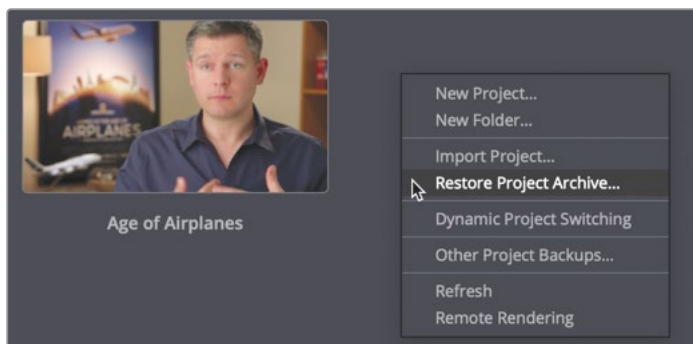 AIRPLANES
Age of Airplanes
New Project...
New Folder...
Import Project...
Restore Project Archive...
Dynamic Project Switching
Other Project Backups...
Refresh
Remote Rendering